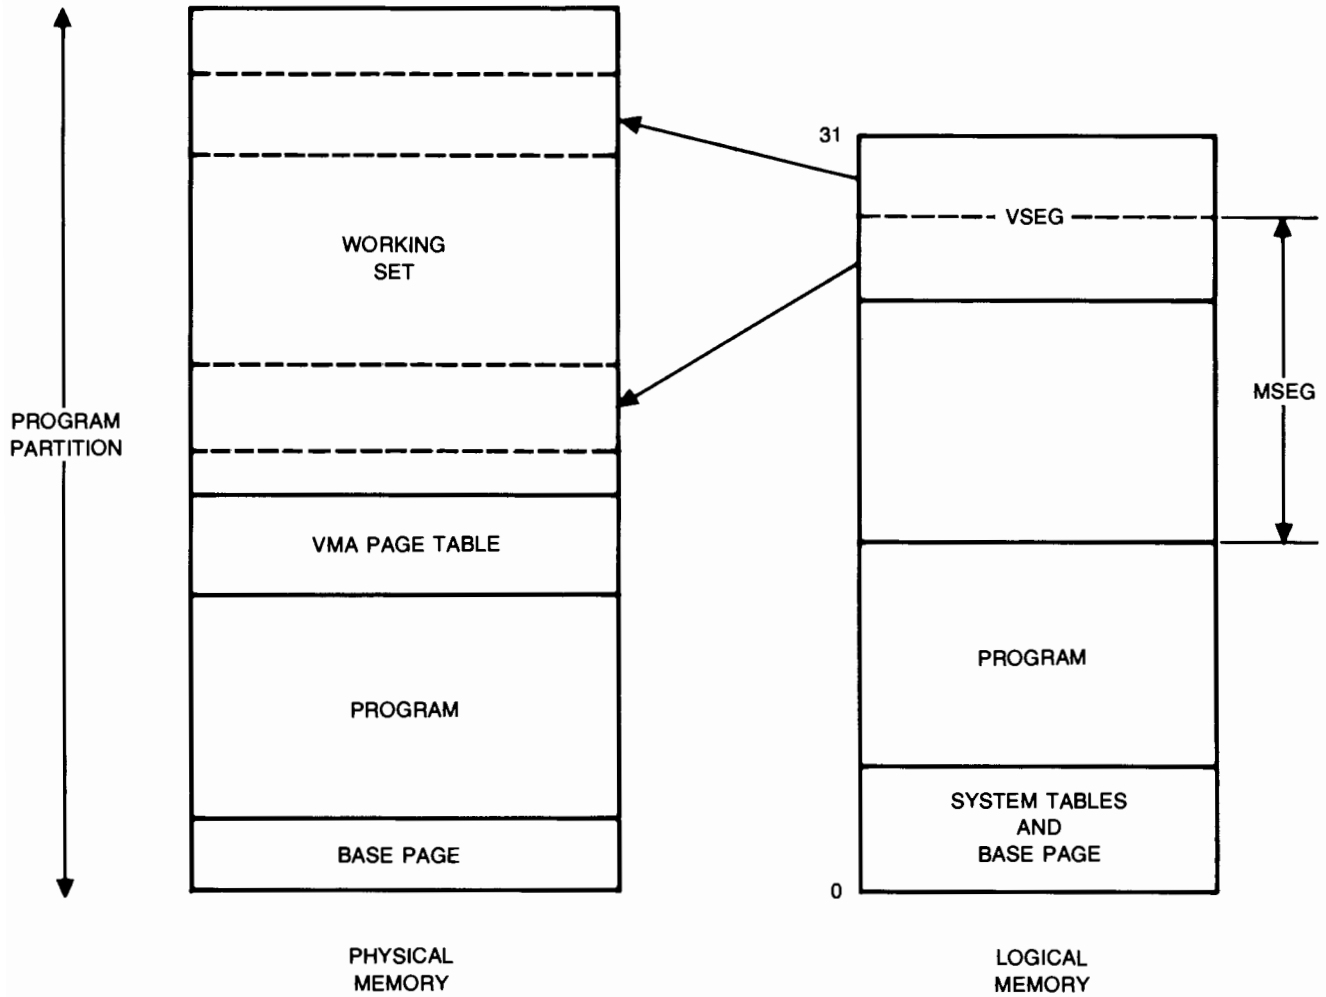 31
VSEG
WORKING
SET
MSEG
PROGRAM
PARTITION
VMA PAGE TABLE
PROGRAM
PROGRAM
SYSTEM TABLES
AND
BASE PAGE
BASE PAGE
0
PHYSICAL
MEMORY
LOGICAL
MEMORY